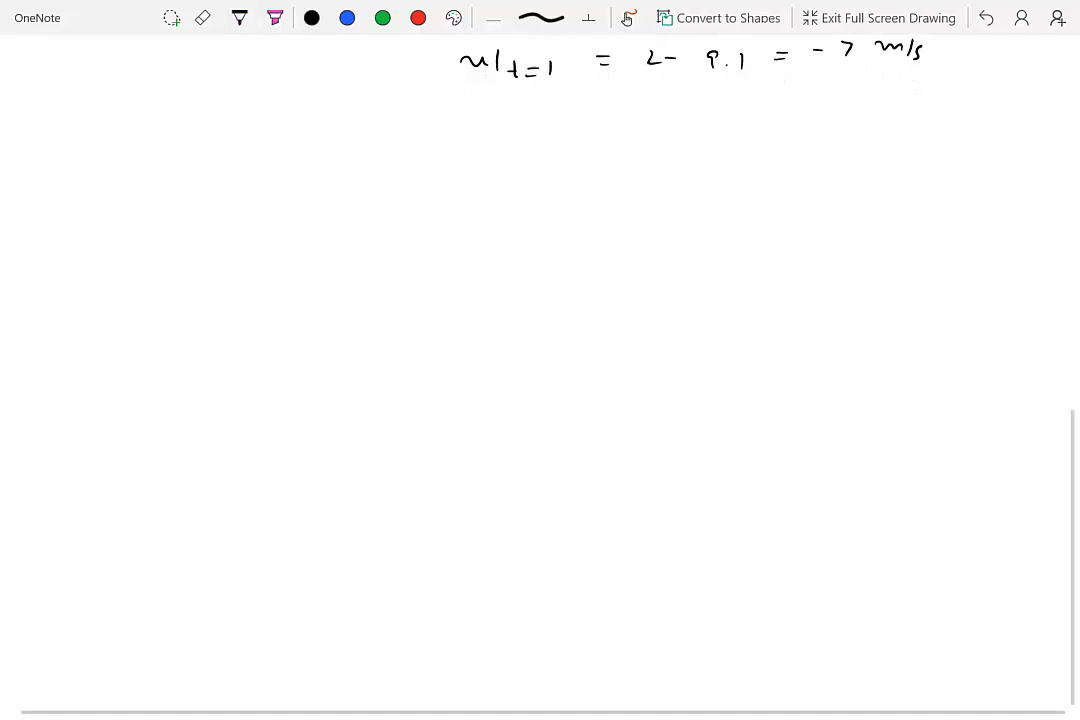 OneNote
Convert to Shapes
Exit Full Screen Drawing
u|t=1 = 2 - 9.1 = -7 m/s